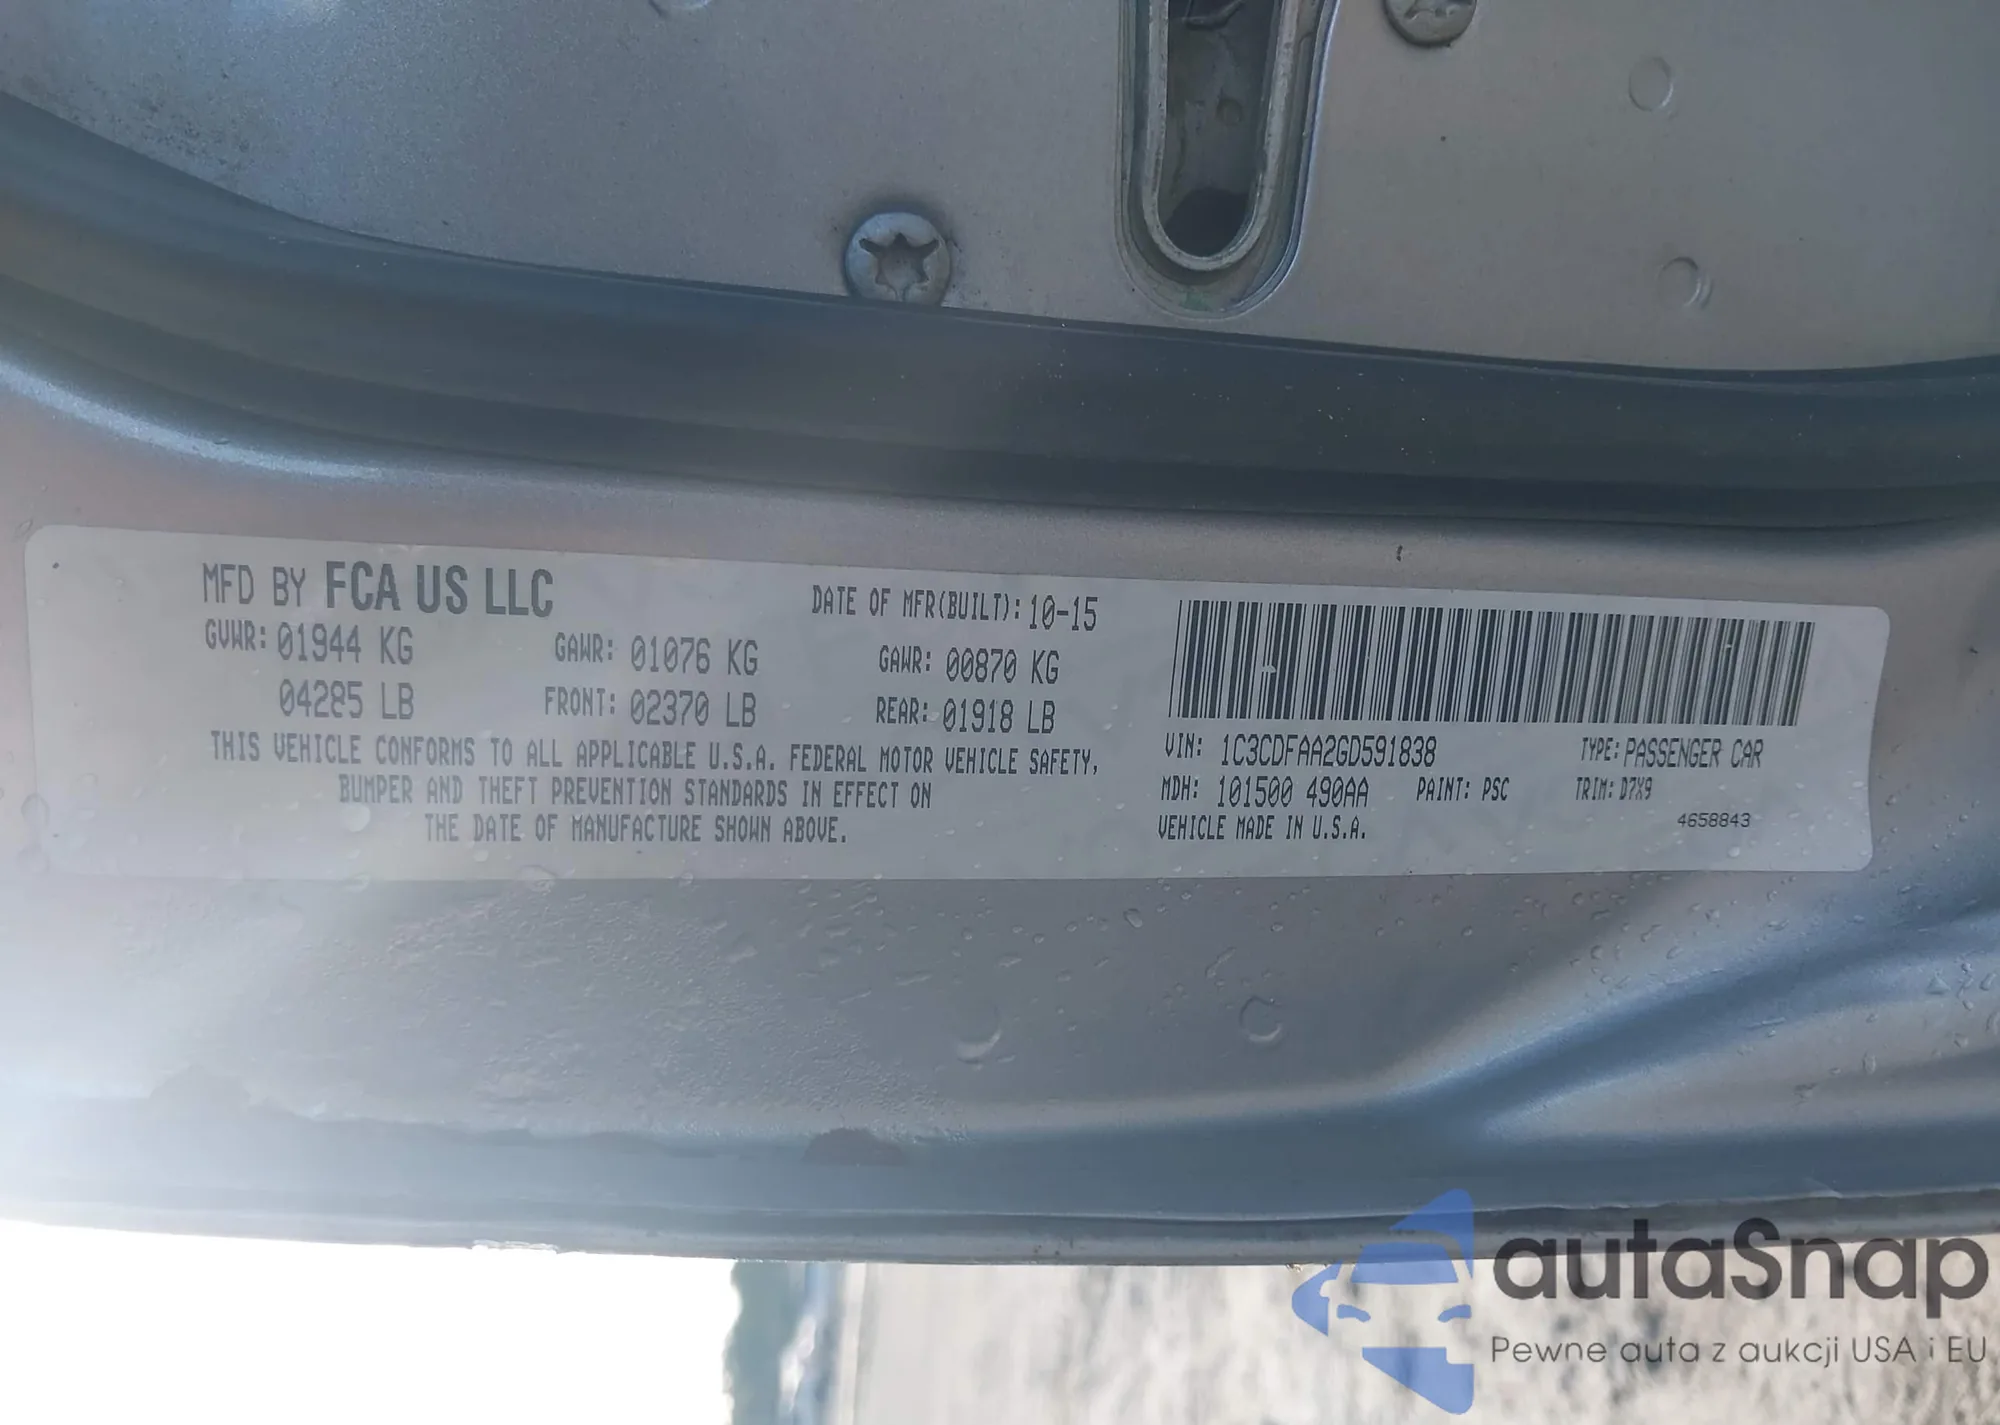 MFD BY FCA US LLC DATE OF MFR(BUILT): 10-15
GVWR: 01944 KG GAWR: 01076 KG GAWR: 00870 KG
04285 LB FRONT: 02370 LB REAR: 01918 LB
THIS VEHICLE CONFORMS TO ALL APPLICABLE U.S.A. FEDERAL MOTOR VEHICLE SAFETY,
BUMPER AND THEFT PREVENTION STANDARDS IN EFFECT ON
THE DATE OF MANUFACTURE SHOWN ABOVE.
VIN: 1C3CDFAA2GD591838 TYPE: PASSENGER CAR
MDH: 101500 490AA PAINT: PSC TRIM: D7X9
VEHICLE MADE IN U.S.A. 4658843
autaSnap
Pewne auta z aukcji USA i EU